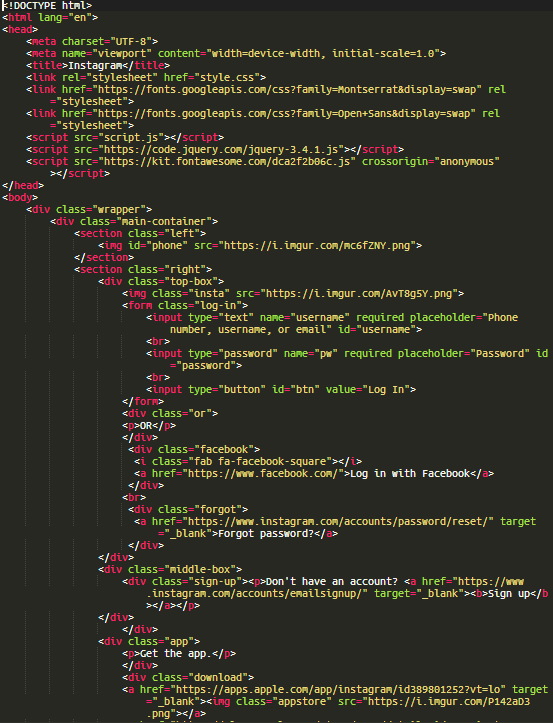 <!DOCTYPE html>
<html lang="en">
<head>
<meta charset="UTF-8">
<meta name="viewport" content="width=device-width, initial-scale=1.0">
<title>Instagram</title>
<link rel="stylesheet" href="style.css">
<link href="https://fonts.googleapis.com/css?family=Montserrat&display=swap" rel
="stylesheet">
<link href="https://fonts.googleapis.com/css?family=Open+Sans&display=swap" rel
="stylesheet">
<script src="script.js"></script>
<script src="https://code.jquery.com/jquery-3.4.1.js"></script>
<script src="https://kit.fontawesome.com/dca2f2b06c.js" crossorigin="anonymous"
></script>
</head>
<body>
<div class="wrapper">
<div class="main-container">
<section class="left">
<img id="phone" src="https://i.imgur.com/mc6fZNY.png">
</section>
<section class="right">
<div class="top-box">
<img class="insta" src="https://i.imgur.com/AvT8g5Y.png">
<form class="log-in">
<input type="text" name="username" required placeholder="Phone
number, username, or email" id="username">
<br>
<input type="password" name="pw" required placeholder="Password" id
="password">
<br>
<input type="button" id="btn" value="Log In">
</form>
<div class="or">
<p>OR</p>
</div>
<div class="facebook">
<i class="fab fa-facebook-square"></i>
<a href="https://www.facebook.com/">Log in with Facebook</a>
</div>
<br>
<div class="forgot">
<a href="https://www.instagram.com/accounts/password/reset/" target
="_blank">Forgot password?</a>
</div>
</div>
<div class="middle-box">
<div class="sign-up"><p>Don't have an account? <a href="https://www
.instagram.com/accounts/emailsignup/" target="_blank"><b>Sign up</b
></a></p>
</div>
</div>
<div class="app">
<p>Get the app.</p>
</div>
<div class="download">
<a href="https://apps.apple.com/app/instagram/id389801252?vt=lo" target
="_blank"><img class="appstore" src="https://i.imgur.com/P142aD3
.png"></a>